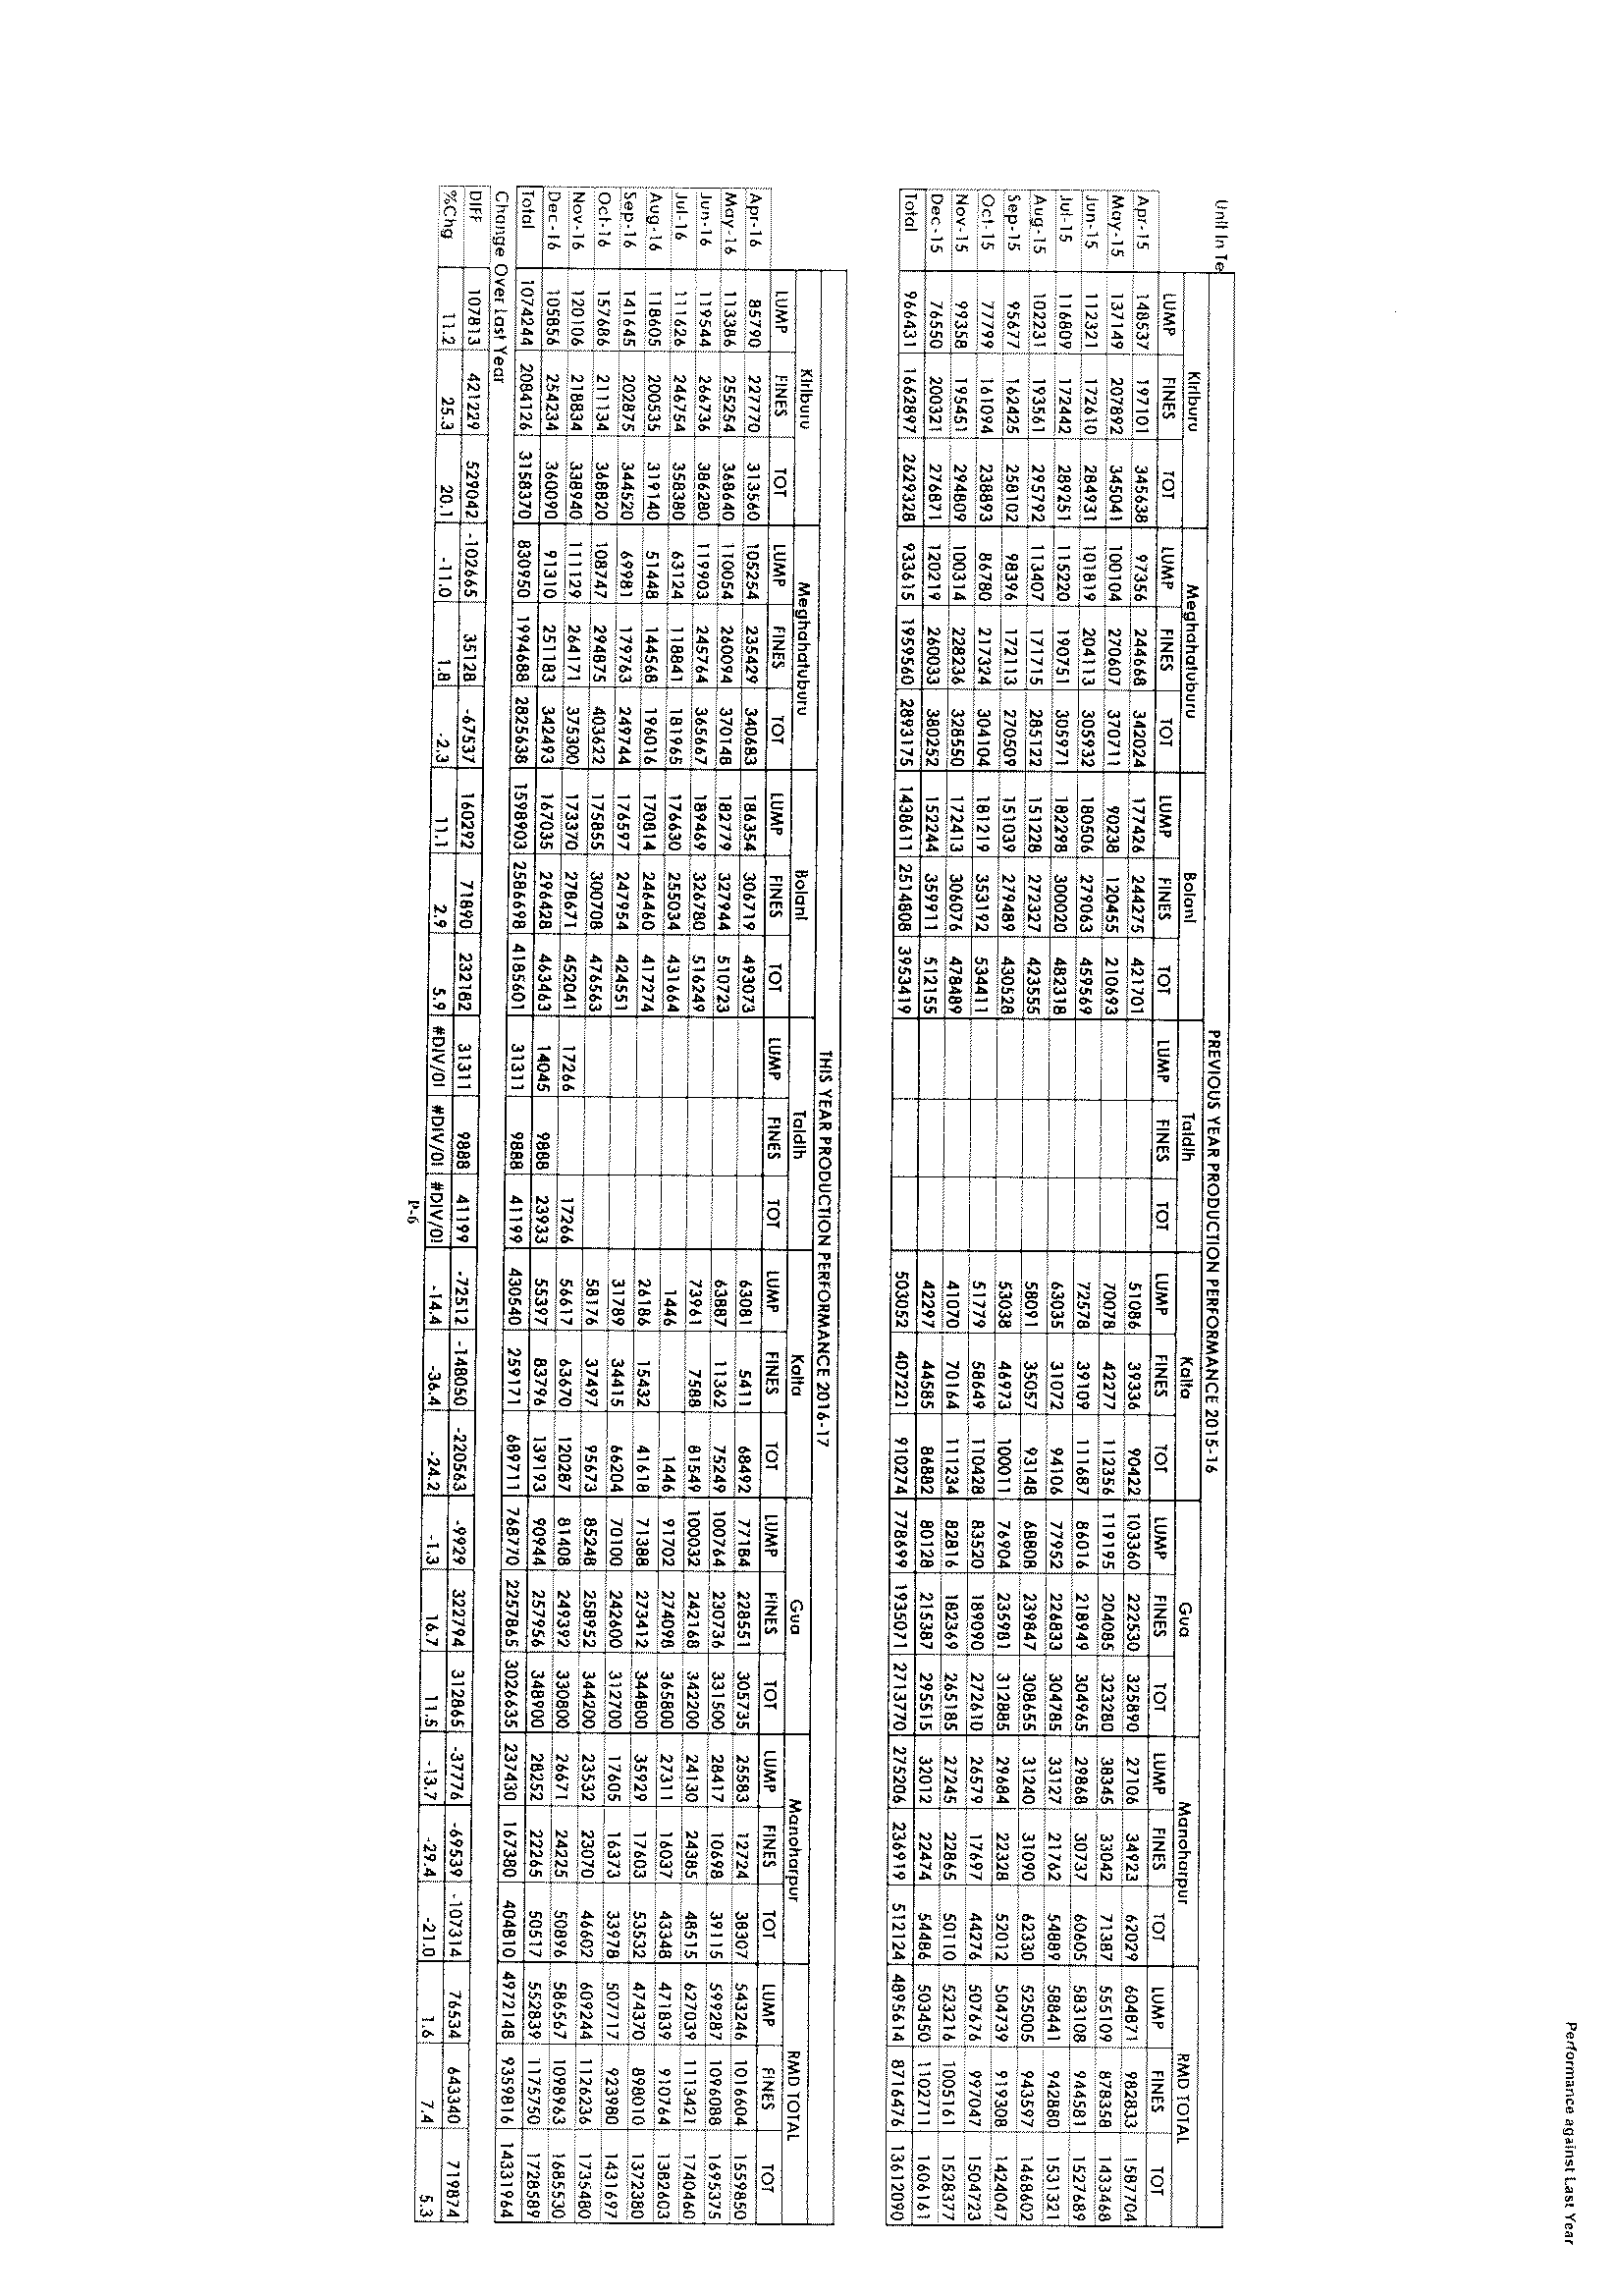 Performance against Last Year
Unit In Te
PREVIOUS YEAR PRODUCTION PERFORMANCE 2015-16
Kiriburu Meghahatuburu Bolani Taldih Kalta Gua Manoharpur RMD TOTAL
LUMP FINES TOT LUMP FINES TOT LUMP FINES TOT LUMP FINES TOT LUMP FINES TOT LUMP FINES TOT LUMP FINES TOT LUMP FINES TOT
Apr-15 148537 197101 345638 97356 244668 342024 177426 244275 421701 51086 39336 90422 103360 222530 325890 27106 34923 62029 604871 982833 1587704
May-15 137149 207892 345041 100104 270607 370711 90238 120455 210693 70078 42277 112356 119195 204085 323280 38345 33042 71387 555109 878358 1433468
Jun-15 112321 172610 284931 101819 204113 305932 180506 279063 459569 72578 39109 111687 86016 218949 304965 29868 30737 60605 583108 944581 1527689
Jul-15 116809 172442 289251 115220 190751 305971 182298 300020 482318 63035 31072 94106 77952 226833 304785 33127 21762 54889 588441 942880 1531321
Aug-15 102231 193561 295792 113407 171715 285122 151228 272327 423555 58091 35057 93148 68808 239847 308655 31240 31090 62330 525005 943597 1468602
Sep-15 95677 162425 258102 98396 172113 270509 151039 279489 430528 53038 46973 100011 76904 235981 312885 29684 22328 52012 504739 919308 1424047
Oct-15 77799 161094 238893 86780 217324 304104 181219 353192 534411 51779 58649 110428 83520 189090 272610 26579 17697 44276 507676 997047 1504723
Nov-15 99358 195451 294809 100314 228236 328550 172413 306076 478489 41070 70164 111234 82816 182369 265185 27245 22865 50110 523216 1005161 1528377
Dec-15 76550 200321 276871 120219 260033 380252 152244 359911 512155 42297 44585 86882 80128 215387 295515 32012 22474 54486 503450 1102711 1606161
Total 966431 1662897 2629328 933615 1959560 2893175 1438611 2514808 3953419 503052 407221 910274 778699 1935071 2713770 275206 236919 512124 4895614 8716476 13612090
THIS YEAR PRODUCTION PERFORMANCE 2016-17
Kiriburu Meghahatuburu Bolani Taldih Kalta Gua Manoharpur RMD TOTAL
LUMP FINES TOT LUMP FINES TOT LUMP FINES TOT LUMP FINES TOT LUMP FINES TOT LUMP FINES TOT LUMP FINES TOT LUMP FINES TOT
Apr-16 85790 227770 313560 105254 235429 340683 186354 306719 493073 63081 5411 68492 77184 228551 305735 25583 12724 38307 543246 1016604 1559850
May-16 113386 255254 368640 110054 260094 370148 182779 327944 510723 63887 11362 75249 100764 230736 331500 28417 10698 39115 599287 1096088 1695375
Jun-16 119544 266736 386280 119903 245764 365667 189469 326780 516249 73961 7588 81549 100032 242168 342200 24130 24385 48515 627039 1113421 1740460
Jul-16 111626 246754 358380 63124 118841 181965 176630 255034 431664 1446 1446 91702 274098 365800 27311 16037 43348 471839 910764 1382603
Aug-16 118605 200535 319140 51448 144568 196016 170814 246460 417274 26186 15432 41618 71388 273412 344800 35929 17603 53532 474370 898010 1372380
Sep-16 141645 202875 344520 69981 179763 249744 176597 247954 424551 31789 34415 66204 70100 242600 312700 17605 16373 33978 507717 923980 1431697
Oct-16 157686 211134 368820 108747 294875 403622 175855 300708 476563 58176 37497 95673 85248 258952 344200 23532 23070 46602 609244 1126236 1735480
Nov-16 120106 218834 338940 111129 264171 375300 173370 278671 452041 17266 17266 56617 63670 120287 81408 249392 330800 26671 24225 50896 586567 1098963 1685530
Dec-16 105856 254234 360090 91310 251183 342493 167035 296428 463463 14045 9888 23933 55397 83796 139193 90944 257956 348900 28252 22265 50517 552839 1175750 1728589
Total 1074244 2084126 3158370 830950 1994688 2825638 1598903 2586698 4185601 31311 9888 41199 430540 259171 689711 768770 2257865 3026635 237430 167380 404810 4972148 9359816 14331964
Change Over last Year
DIFF 107813 421229 529042 -102665 35128 -67537 160292 71890 232182 31311 9888 41199 -72512 -148050 -220563 -9929 322794 312865 -37776 -69539 -107314 76534 643340 719874
%Chg 11.2 25.3 20.1 -11.0 1.8 -2.3 11.1 2.9 5.9 #DIV/0! #DIV/0! #DIV/0! -14.4 -36.4 -24.2 -1.3 16.7 11.5 -13.7 -29.4 -21.0 1.6 7.4 5.3
P-6